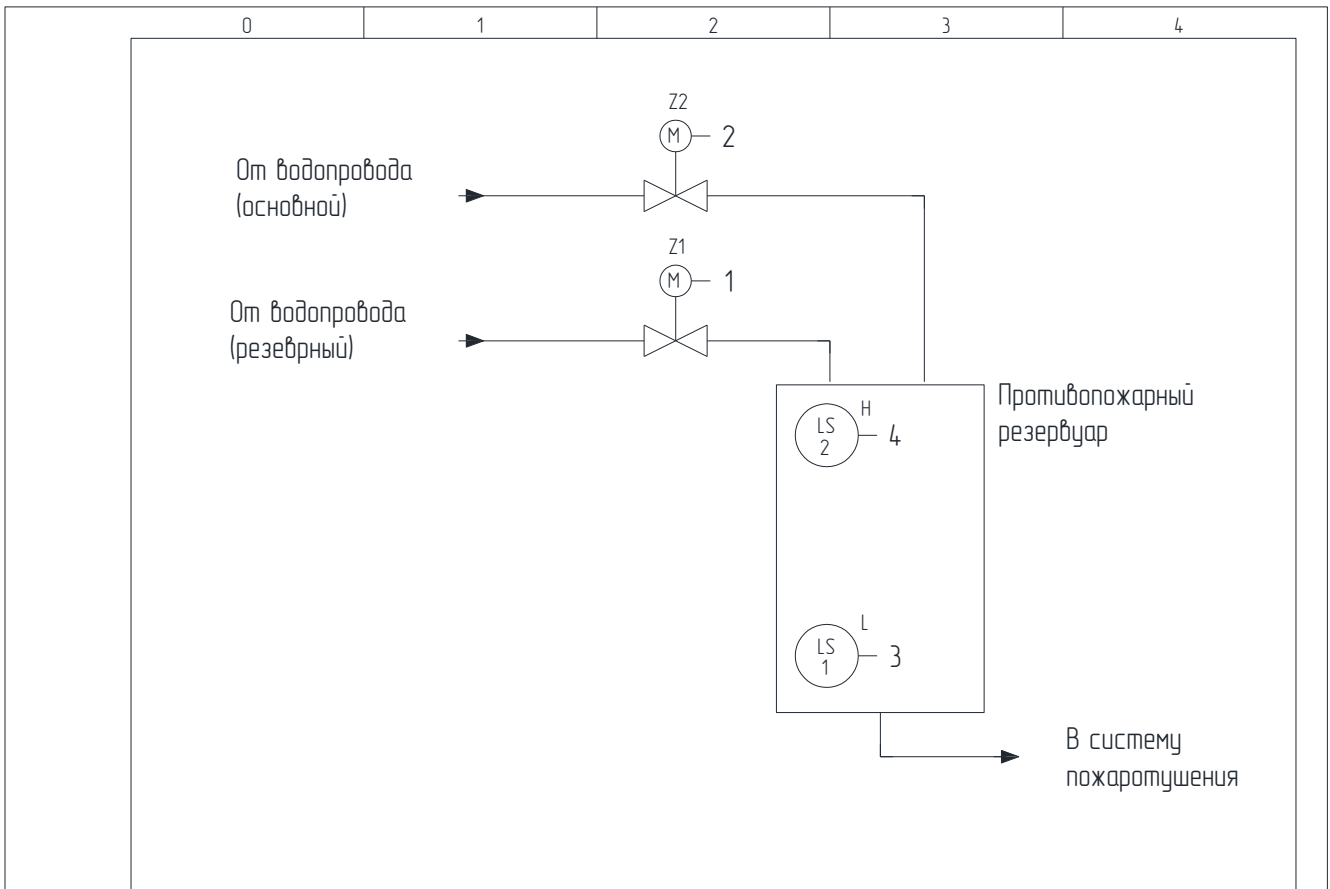 0 1 2 3 4
Z2
M 2
От водопровода
(основной)
Z1
M 1
От водопровода
(резеврный)
Противопожарный
резервуар
H
LS
2
4
L
LS
1
3
В систему
пожаротушения